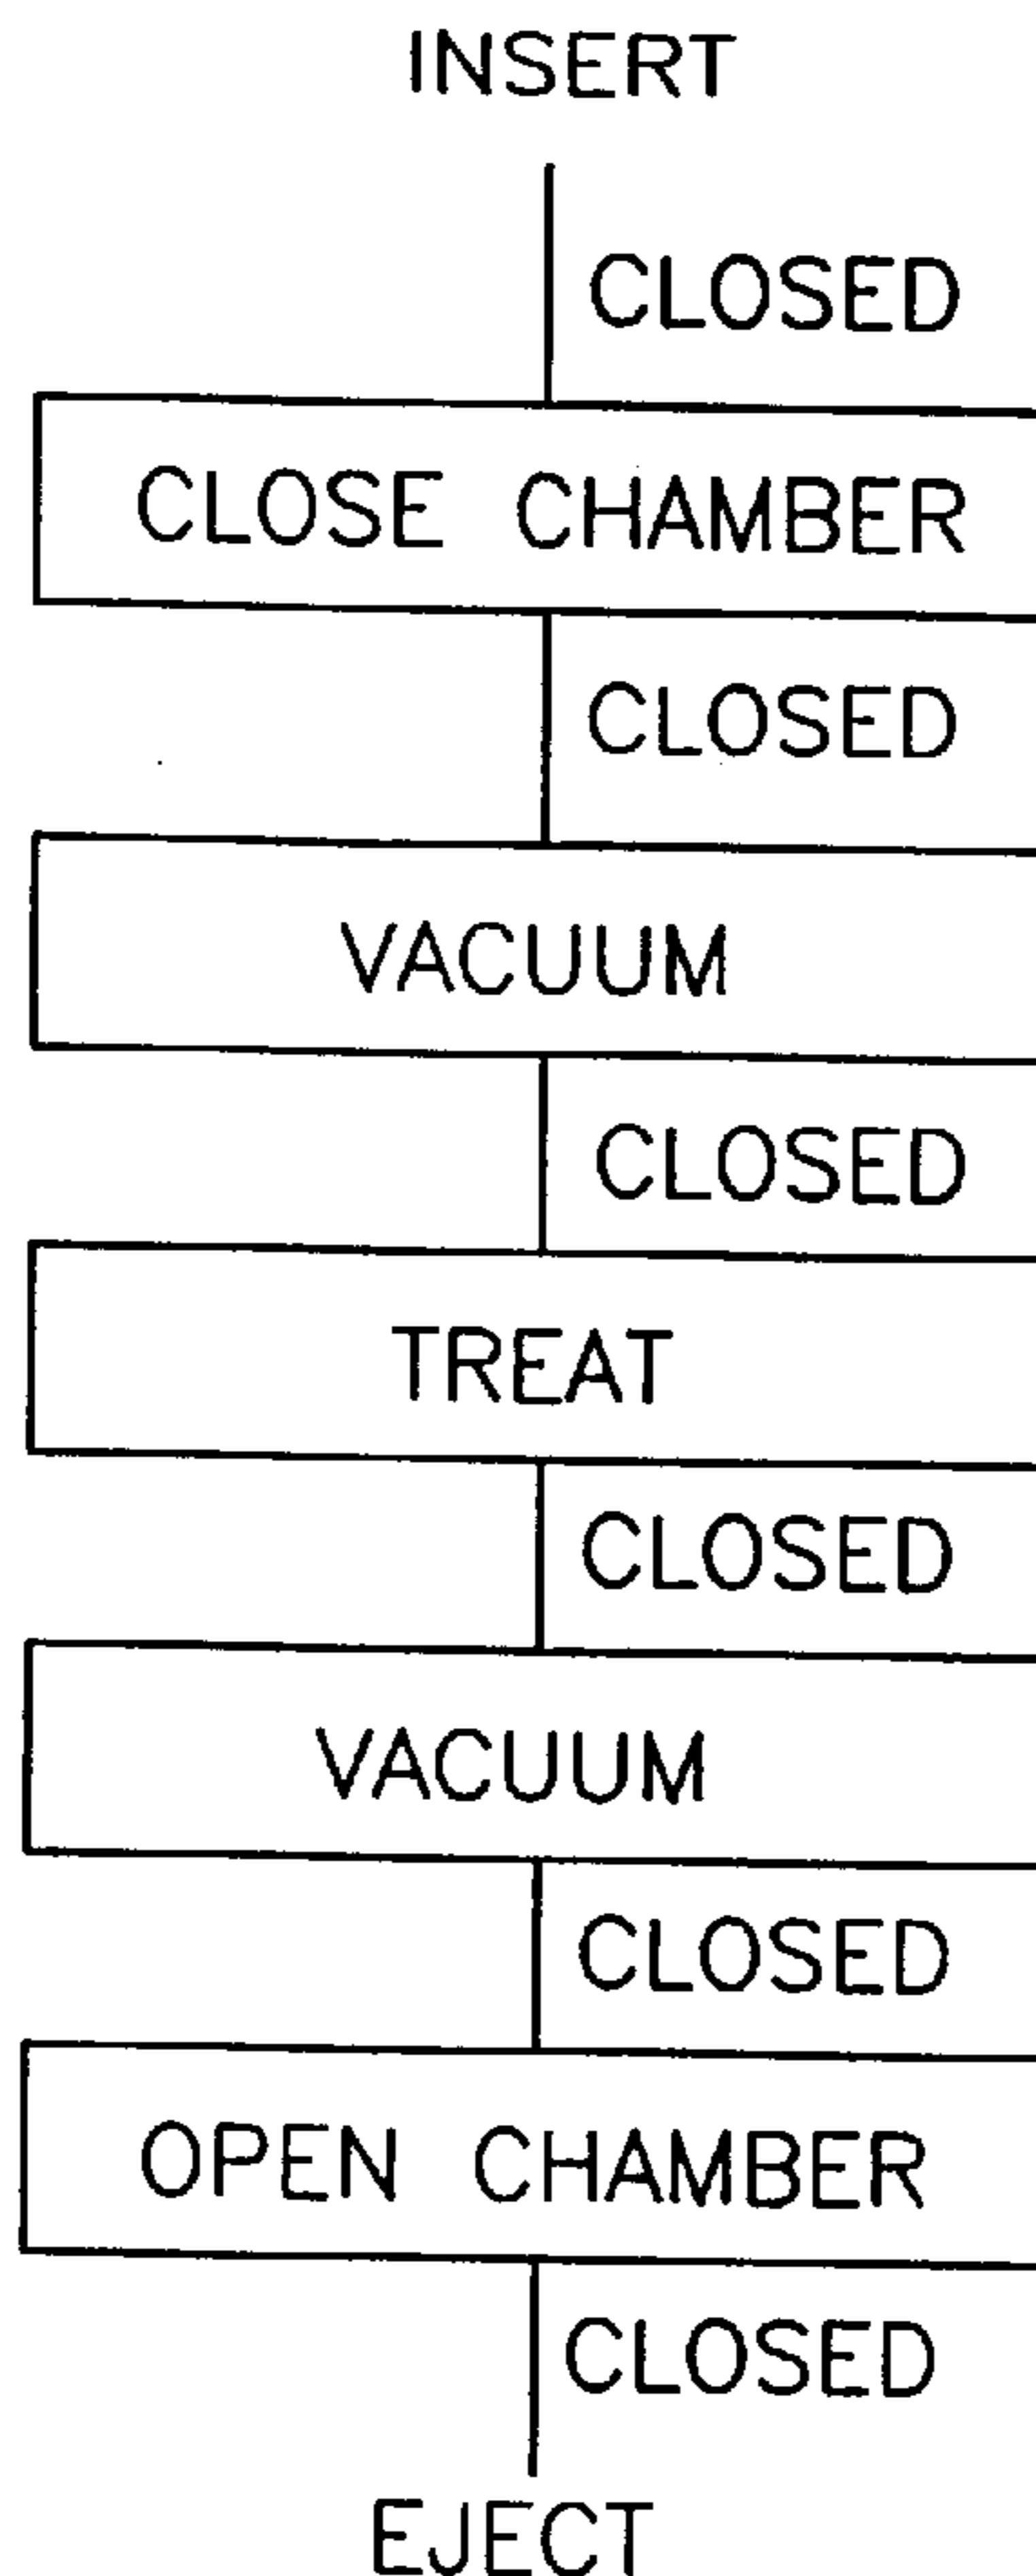 INSERT
CLOSED
CLOSE CHAMBER
CLOSED
VACUUM
CLOSED
TREAT
CLOSED
VACUUM
CLOSED
OPEN CHAMBER
CLOSED
EJECT